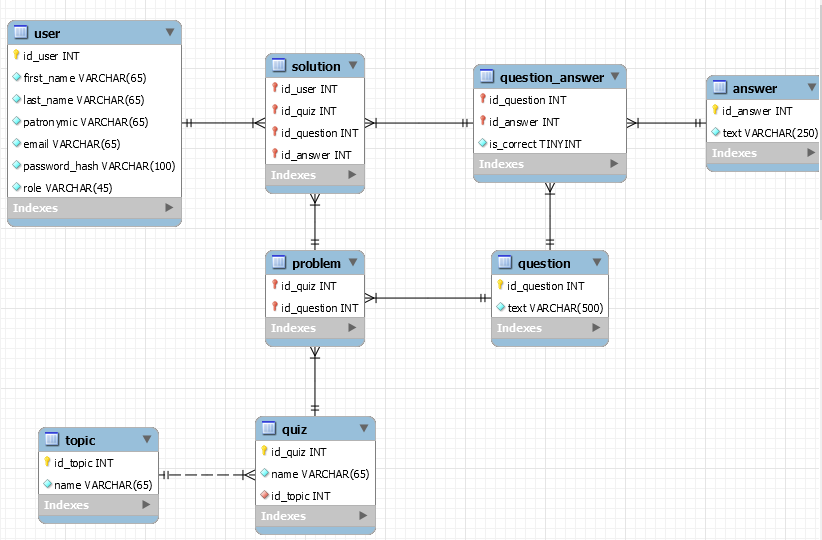 user
id_user INT
first_name VARCHAR(65)
last_name VARCHAR(65)
patronymic VARCHAR(65)
email VARCHAR(65)
password_hash VARCHAR(100)
role VARCHAR(45)
Indexes
solution
id_user INT
id_quiz INT
id_question INT
id_answer INT
Indexes
question_answer
id_question INT
id_answer INT
is_correct TINYINT
Indexes
answer
id_answer INT
text VARCHAR(250)
Indexes
problem
id_quiz INT
id_question INT
Indexes
question
id_question INT
text VARCHAR(500)
Indexes
topic
id_topic INT
name VARCHAR(65)
Indexes
quiz
id_quiz INT
name VARCHAR(65)
id_topic INT
Indexes